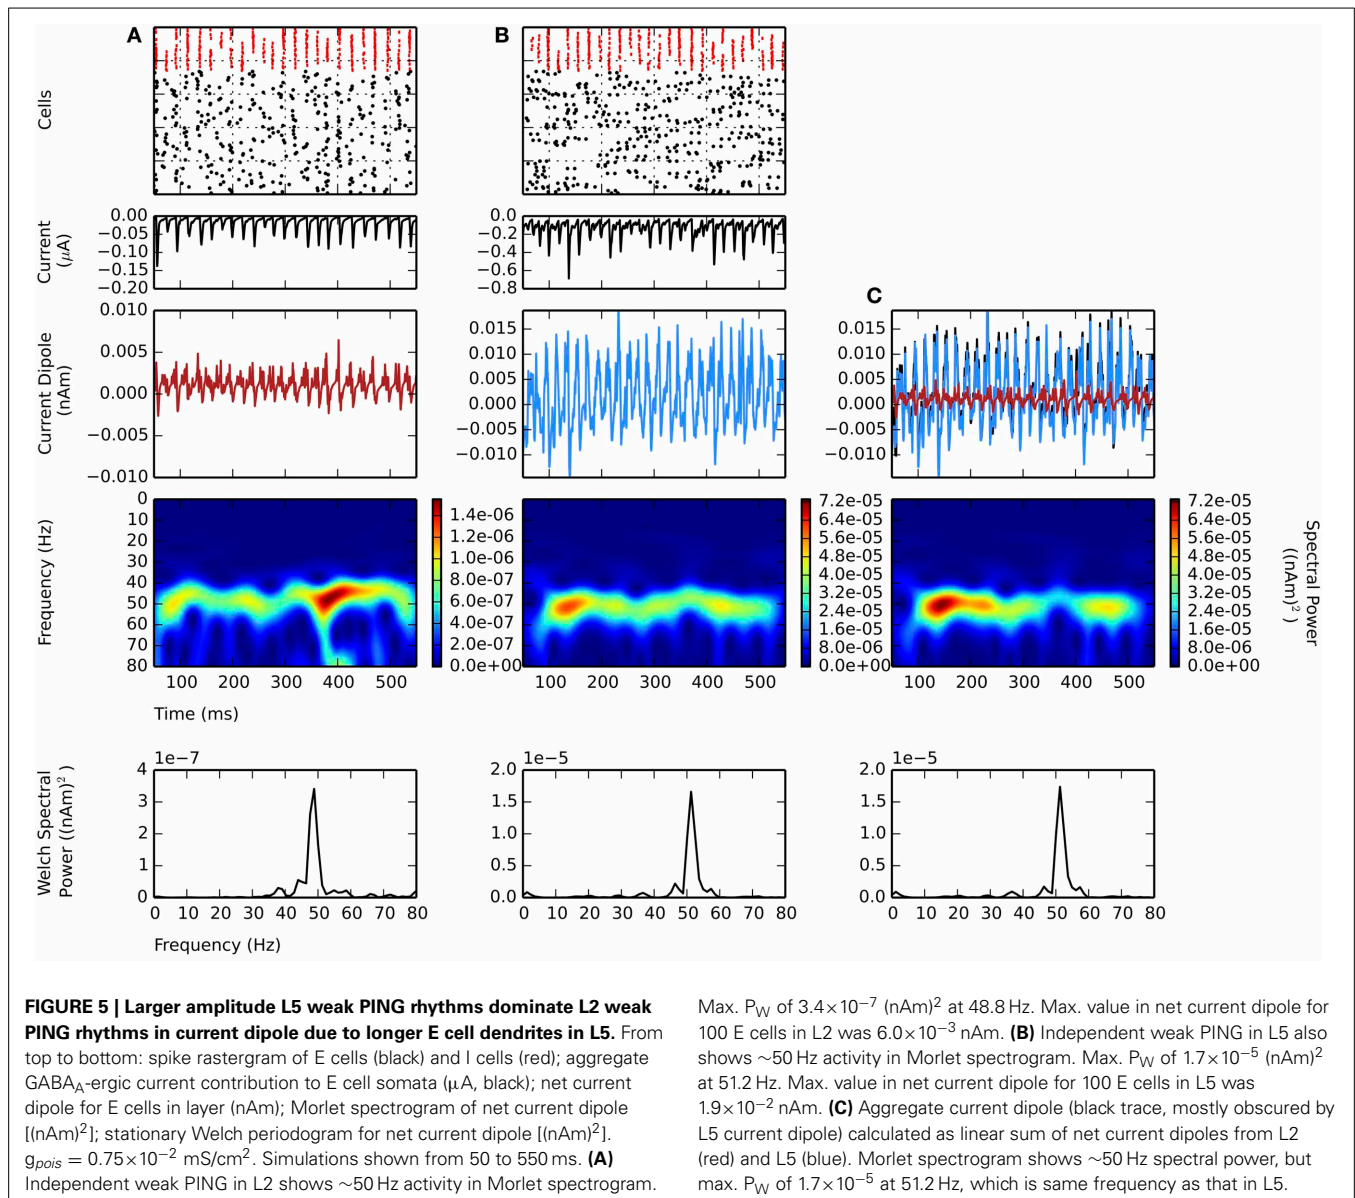 A
B
Cells
0.00
−0.05
−0.10
−0.15
−0.20
Current
(μA)
0.0
−0.2
−0.4
−0.6
−0.8
0.010
0.005
0.000
−0.005
−0.010
Current Dipole
(nAm)
0.015
0.010
0.005
0.000
−0.005
−0.010
C
0.015
0.010
0.005
0.000
−0.005
−0.010
0
10
20
30
40
50
60
70
80
Frequency (Hz)
100 200 300 400 500
Time (ms)
1.4e-06
1.2e-06
1.0e-06
8.0e-07
6.0e-07
4.0e-07
2.0e-07
0.0e+00
100 200 300 400 500
7.2e-05
6.4e-05
5.6e-05
4.8e-05
4.0e-05
3.2e-05
2.4e-05
1.6e-05
8.0e-06
0.0e+00
100 200 300 400 500
7.2e-05
6.4e-05
5.6e-05
4.8e-05
4.0e-05
3.2e-05
2.4e-05
1.6e-05
8.0e-06
0.0e+00
Spectral Power
((nAm)²)
Welch Spectral
Power ((nAm)²)
1e−7
4
3
2
1
0
0 10 20 30 40 50 60 70 80
Frequency (Hz)
1e−5
2.0
1.5
1.0
0.5
0.0
0 10 20 30 40 50 60 70 80
1e−5
2.0
1.5
1.0
0.5
0.0
0 10 20 30 40 50 60 70 80
FIGURE 5 | Larger amplitude L5 weak PING rhythms dominate L2 weak
PING rhythms in current dipole due to longer E cell dendrites in L5. From
top to bottom: spike rastergram of E cells (black) and I cells (red); aggregate
GABA_A-ergic current contribution to E cell somata (μA, black); net current
dipole for E cells in layer (nAm); Morlet spectrogram of net current dipole
[(nAm)²]; stationary Welch periodogram for net current dipole [(nAm)²].
g_pois = 0.75×10⁻² mS/cm². Simulations shown from 50 to 550 ms. (A)
Independent weak PING in L2 shows ∼50 Hz activity in Morlet spectrogram.
Max. P_W of 3.4×10⁻⁷ (nAm)² at 48.8 Hz. Max. value in net current dipole for
100 E cells in L2 was 6.0×10⁻³ nAm. (B) Independent weak PING in L5 also
shows ∼50 Hz activity in Morlet spectrogram. Max. P_W of 1.7×10⁻⁵ (nAm)²
at 51.2 Hz. Max. value in net current dipole for 100 E cells in L5 was
1.9×10⁻² nAm. (C) Aggregate current dipole (black trace, mostly obscured by
L5 current dipole) calculated as linear sum of net current dipoles from L2
(red) and L5 (blue). Morlet spectrogram shows ∼50 Hz spectral power, but
max. P_W of 1.7×10⁻⁵ at 51.2 Hz, which is same frequency as that in L5.